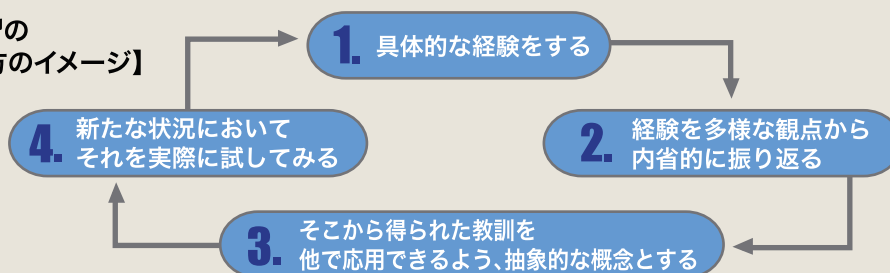 の
方のイメージ】
1. 具体的な経験をする
2. 経験を多様な観点から
内省的に振り返る
3. そこから得られた教訓を
他で応用できるよう、抽象的な概念とする
4. 新たな状況において
それを実際に試してみる